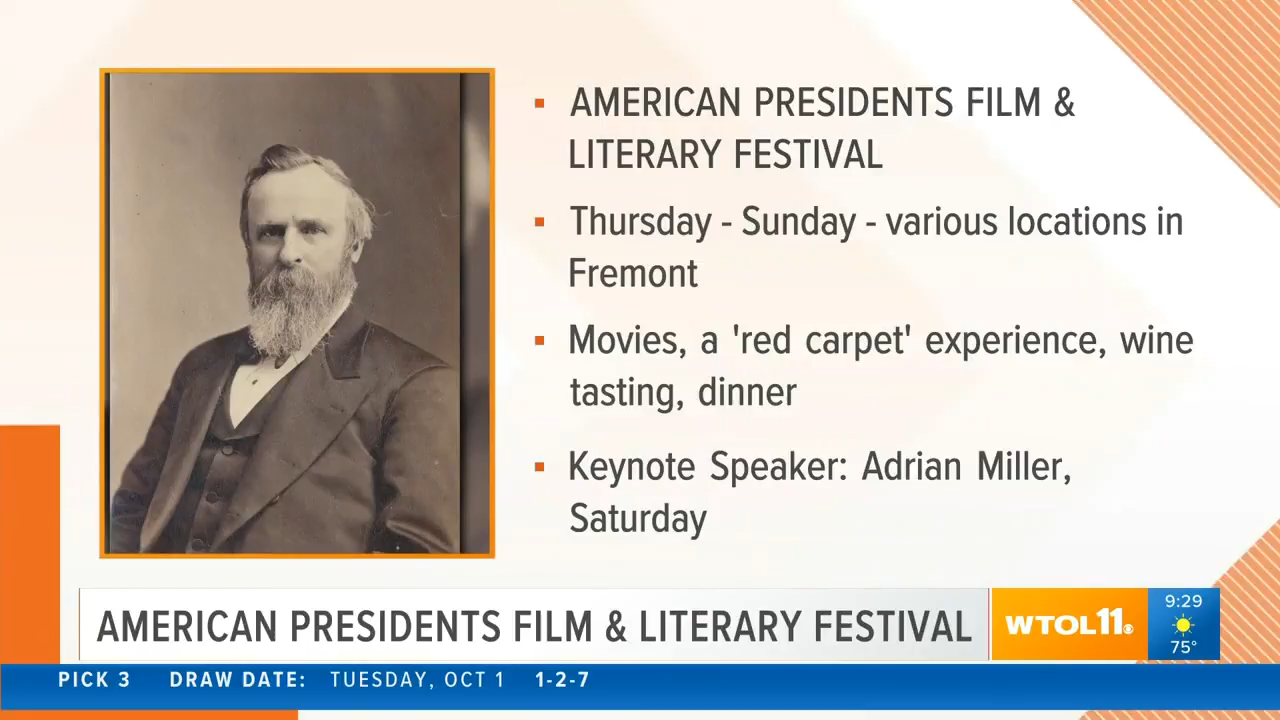 AMERICAN PRESIDENTS FILM &
LITERARY FESTIVAL
Thursday - Sunday - various locations in
Fremont
Movies, a 'red carpet' experience, wine
tasting, dinner
Keynote Speaker: Adrian Miller,
Saturday
AMERICAN PRESIDENTS FILM & LITERARY FESTIVAL
WTOL11
9:29
75°
PICK 3 DRAW DATE: TUESDAY, OCT 1 1-2-7